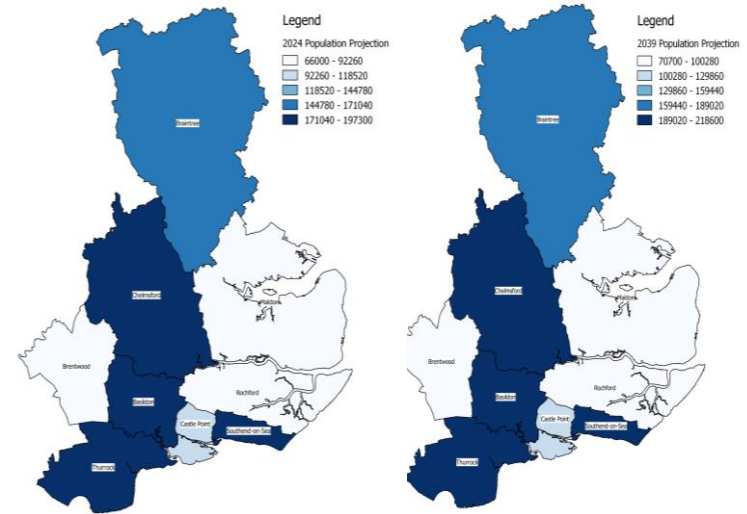 Legend
2024 Population Projection
66000 - 92260
92260 - 118520
118520 - 144780
144780 - 171040
171040 - 197300
Braintree
Chelmsford
Maldon
Brentwood
Rochford
Basildon
Castle Point
Southend-on-Sea
Thurrock
Legend
2039 Population Projection
70700 - 100280
100280 - 129860
129860 - 159440
159440 - 189020
189020 - 218600
Braintree
Chelmsford
Maldon
Brentwood
Rochford
Basildon
Castle Point
Southend-on-Sea
Thurrock